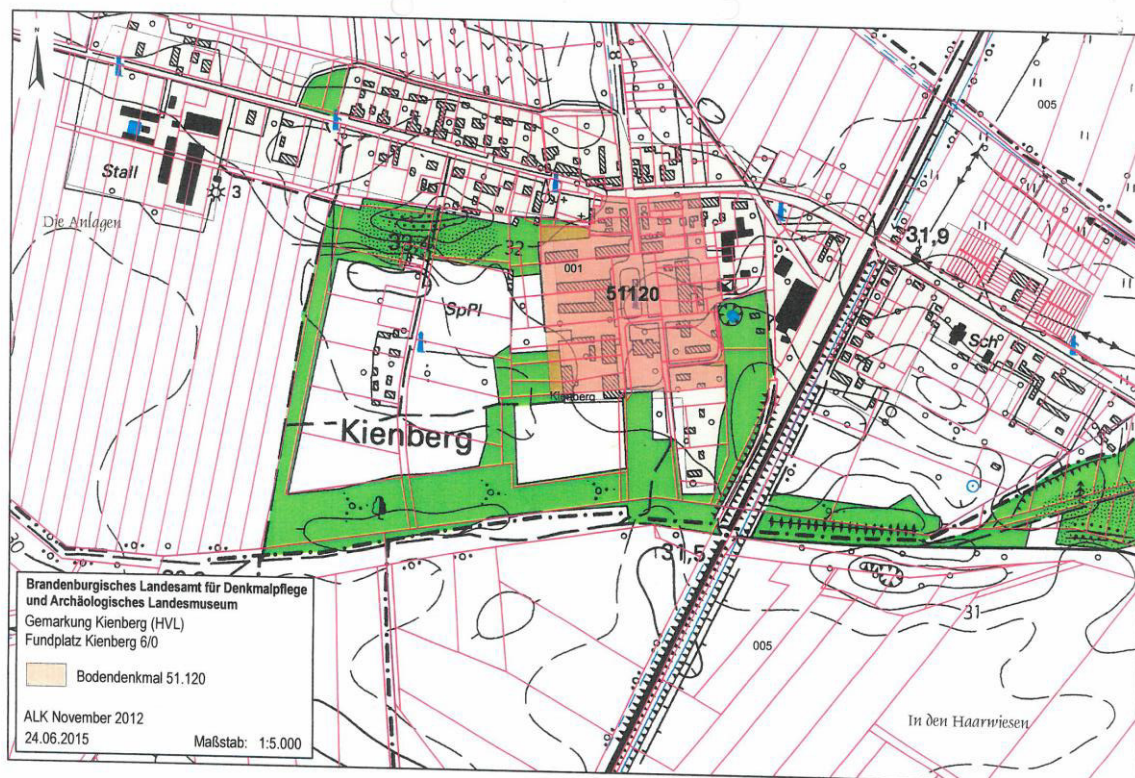 N
005
Stall
3
Die Anlagen
32
31,9
001
51120
SpPl
Sch
Kienberg
Kienberg
30
31,5
31
005
In den Haarwiesen
Brandenburgisches Landesamt für Denkmalpflege
und Archäologisches Landesmuseum
Gemarkung Kienberg (HVL)
Fundplatz Kienberg 6/0
Bodendenkmal 51.120
ALK November 2012
24.06.2015 Maßstab: 1:5.000